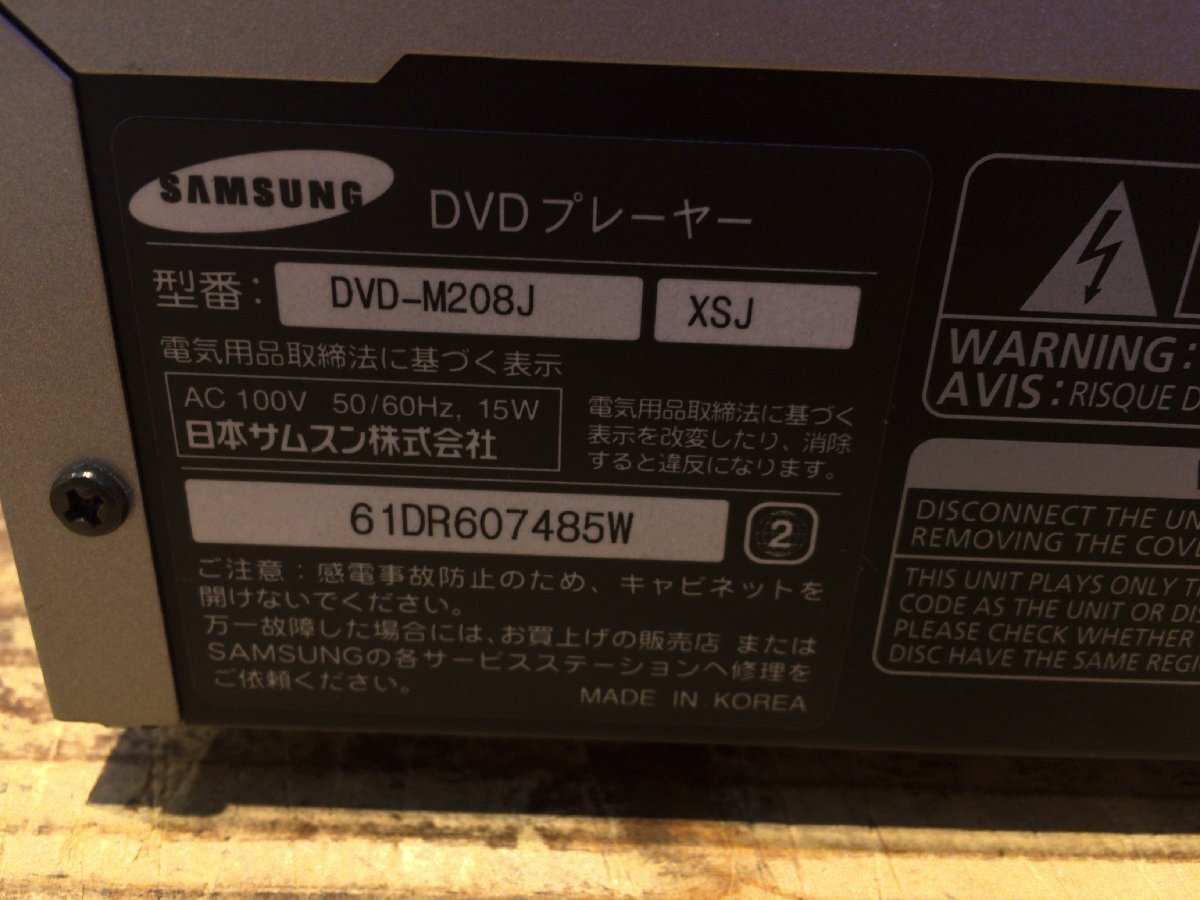 SAMSUNG DVDプレーヤー
型番: DVD-M208J XSJ
電気用品取締法に基づく表示
AC 100V 50/60Hz, 15W
日本サムスン株式会社
電気用品取締法に基づく
表示を改変したり、消除
すると違反になります。
61DR607485W 2
ご注意：感電事故防止のため、キャビネットを
開けないでください。
万一故障した場合には、お買上げの販売店 または
SAMSUNGの各サービスステーションへ修理を
ご依頼ください。
MADE IN KOREA
WARNING:
AVIS: RISQUE D
DISCONNECT THE UN
REMOVING THE COVE
THIS UNIT PLAYS ONLY T
CODE AS THE UNIT OR DI
PLEASE CHECK WHETHER
DISC HAVE THE SAME REGI